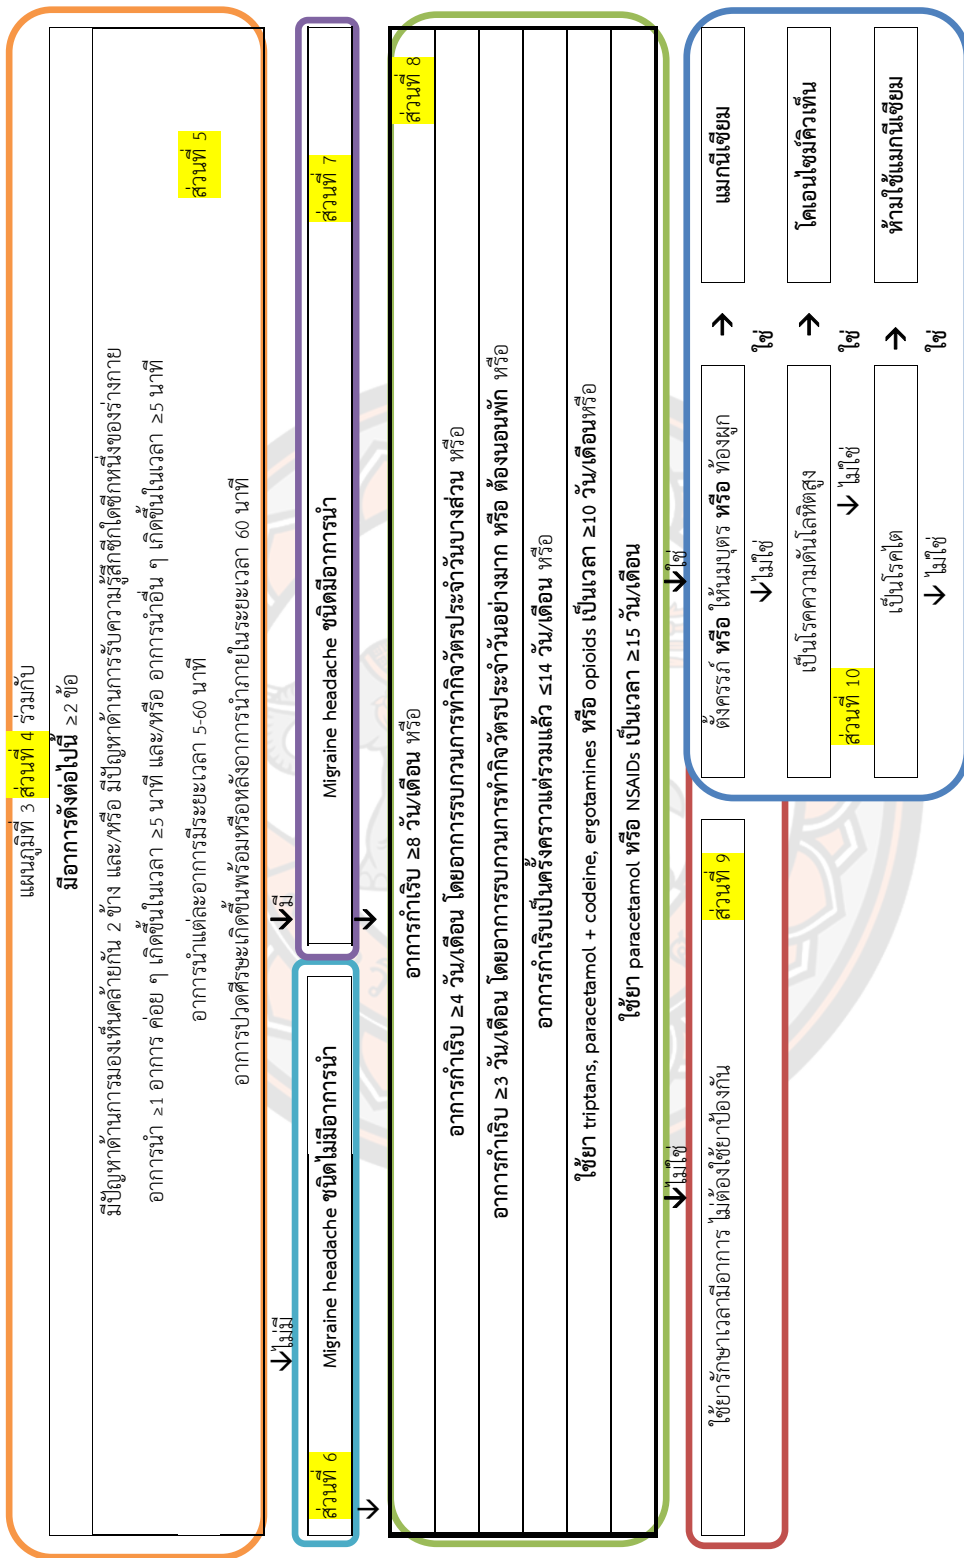 แผนภูมิที่ 3 ส่วนที่ 4 ร่วมกับ
มีอาการดังต่อไปนี้ ≥2 ข้อ
มีปัญหาด้านการมองเห็นคล้ายกัน 2 ข้าง และ/หรือ มีปัญหาด้านการรับความรู้สึกซีกใดซีกหนึ่งของร่างกาย
อาการนำ ≥1 อาการ ค่อย ๆ เกิดขึ้นในเวลา ≥5 นาที และ/หรือ อาการนำอื่น ๆ เกิดขึ้นในเวลา ≥5 นาที
อาการนำแต่ละอาการมีระยะเวลา 5-60 นาที
ส่วนที่ 5
อาการปวดศีรษะเกิดขึ้นพร้อมหรือหลังอาการนำภายในระยะเวลา 60 นาที
↓ไม่มี
↓มี
ส่วนที่ 6
Migraine headache ชนิดไม่มีอาการนำ
Migraine headache ชนิดมีอาการนำ
ส่วนที่ 7
↓
↓
อาการกำเริบ ≥8 วัน/เดือน หรือ
ส่วนที่ 8
อาการกำเริบ ≥4 วัน/เดือน โดยอาการรบกวนการทำกิจวัตรประจำวันบางส่วน หรือ
อาการกำเริบ ≥3 วัน/เดือน โดยอาการรบกวนการทำกิจวัตรประจำวันอย่างมาก หรือ ต้องนอนพัก หรือ
อาการกำเริบเป็นครั้งคราวแต่รวมแล้ว ≤14 วัน/เดือน หรือ
ใช้ยา triptans, paracetamol + codeine, ergotamines หรือ opioids เป็นเวลา ≥10 วัน/เดือนหรือ
ใช้ยา paracetamol หรือ NSAIDs เป็นเวลา ≥15 วัน/เดือน
↓ไม่ใช่
↓ใช่
ใช้ยารักษาเวลามีอาการ ไม่ต้องใช้ยาป้องกัน
ส่วนที่ 9
ตั้งครรภ์ หรือ ให้นมบุตร หรือ ท้องผูก
→
แมกนีเซียม
↓ไม่ใช่
ใช่
เป็นโรคความดันโลหิตสูง
→
โคเอนไซม์คิวเท็น
ส่วนที่ 10
↓ ไม่ใช่
ใช่
เป็นโรคไต
→
ห้ามใช้แมกนีเซียม
↓ ไม่ใช่
ใช่